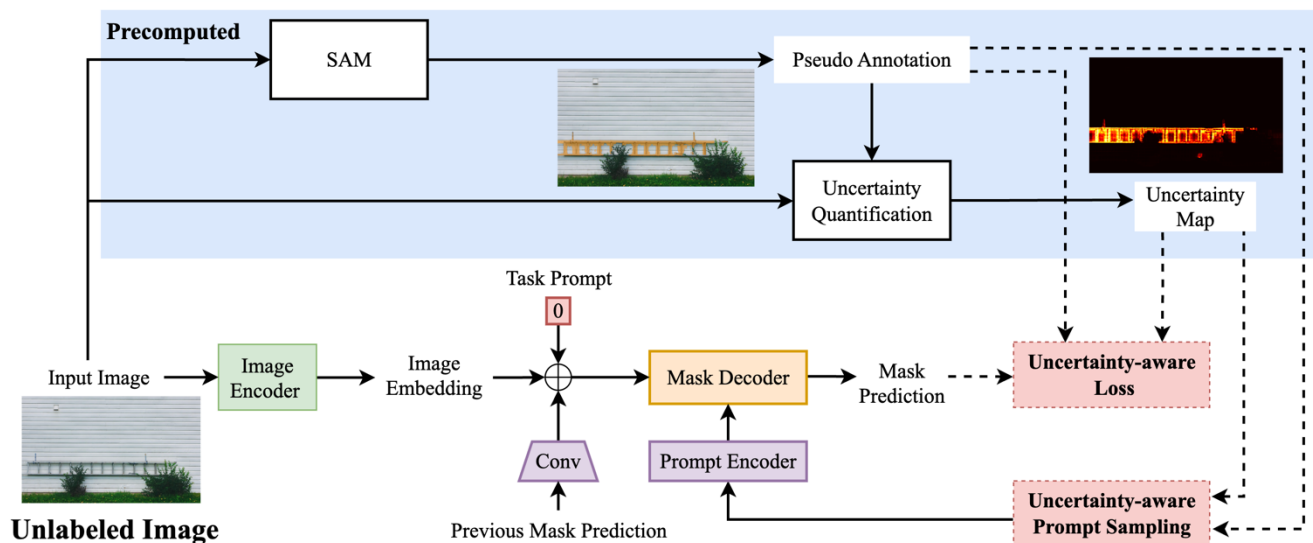 Precomputed
SAM
Pseudo Annotation
Uncertainty
Quantification
Uncertainty
Map
Task Prompt
0
Input Image
Image
Encoder
Image
Embedding
Mask Decoder
Mask
Prediction
Uncertainty-aware
Loss
Conv
Prompt Encoder
Unlabeled Image
Previous Mask Prediction
Uncertainty-aware
Prompt Sampling